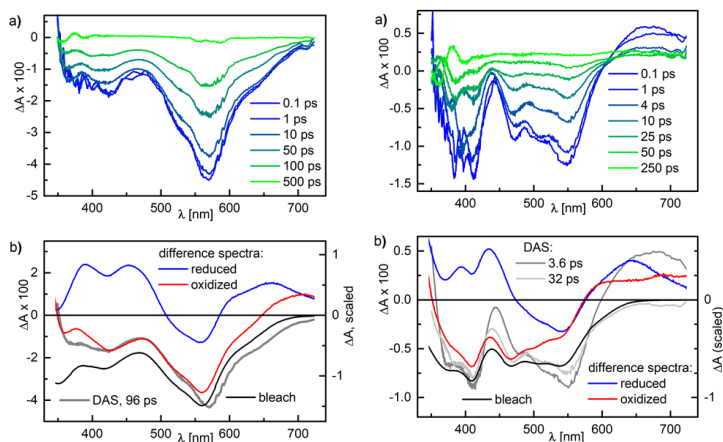 a)
0
-1
-2
-3
-4
-5
ΔA x 100
0.1 ps
1 ps
10 ps
50 ps
100 ps
500 ps
400 500 600 700
λ [nm]
a)
0.5
0.0
-0.5
-1.0
-1.5
ΔA x 100
0.1 ps
1 ps
4 ps
10 ps
25 ps
50 ps
250 ps
400 500 600 700
λ [nm]
b)
2
0
-2
-4
ΔA x 100
difference spectra:
reduced
oxidized
DAS, 96 ps
bleach
1
0
-1
ΔA, scaled
400 500 600 700
λ [nm]
b)
0.5
0.0
-0.5
-1.0
ΔA x 100
DAS:
3.6 ps
32 ps
difference spectra:
reduced
oxidized
bleach
0
-1
ΔA (scaled)
400 500 600 700
λ [nm]